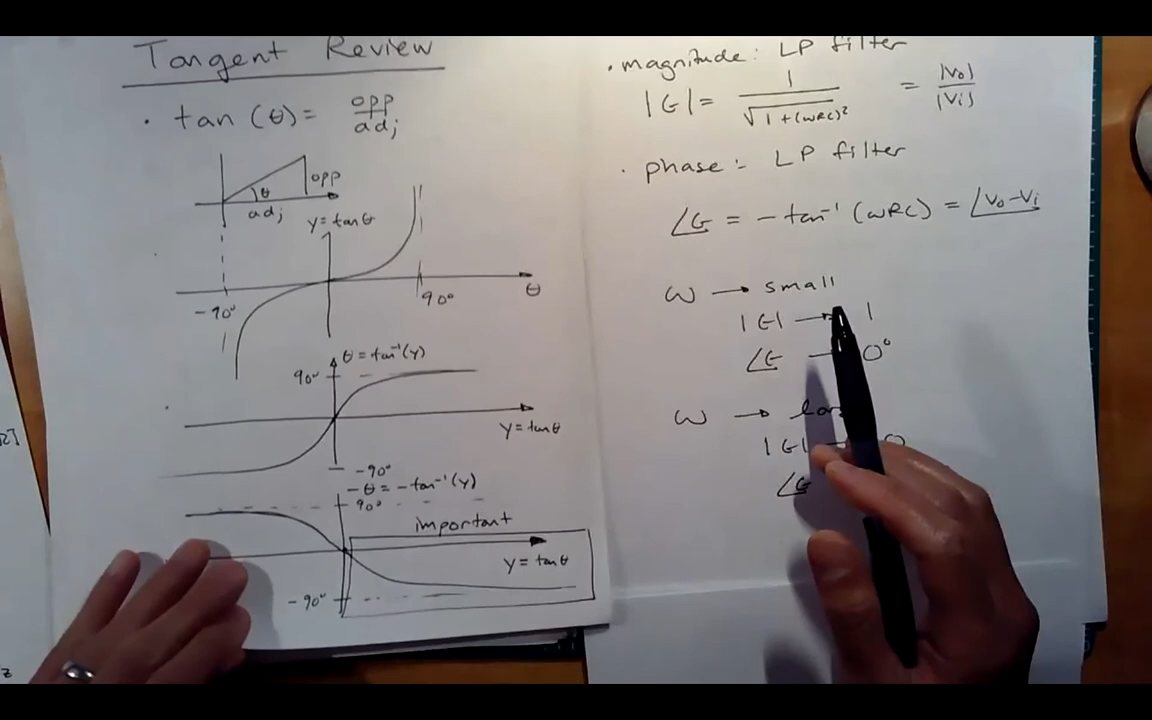 Tangent Review
• tan (θ) = opp / adj
opp
θ
adj
y = tan θ
-90°
90°
θ
θ = tan⁻¹(y)
90°
y = tan θ
-90°
-θ = -tan⁻¹(y)
90°
important
y = tan θ
-90°
• magnitude: LP filter
|G| = 1 / √1 + (ωRC)² = |Vo| / |Vi|
• phase: LP filter
∠G = -tan⁻¹ (ωRC) = ∠Vo-Vi
ω → small
|G| → 1
∠G → 0°
ω →
|G| → 0
∠G